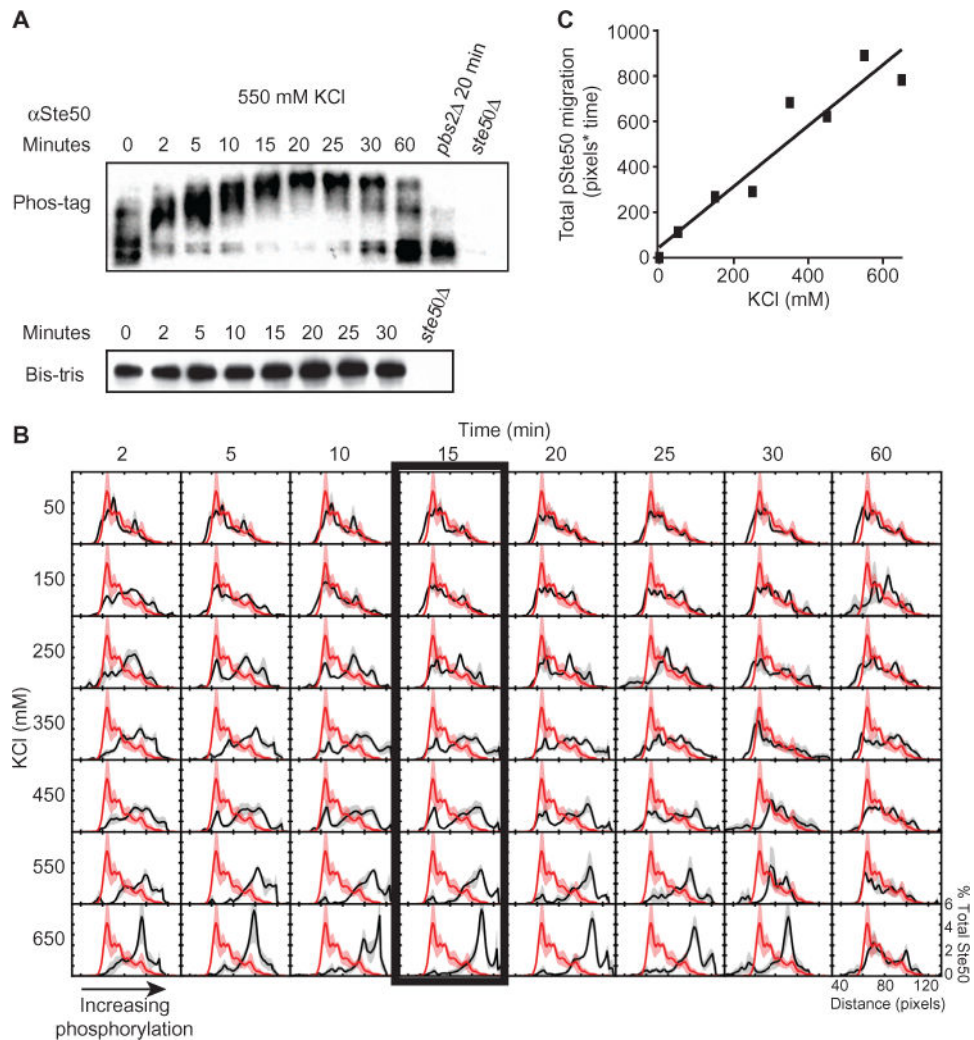 A
550 mM KCl
αSte50
Minutes 0 2 5 10 15 20 25 30 60 pbs2Δ 20 min ste50Δ
Phos-tag
Minutes 0 2 5 10 15 20 25 30 ste50Δ
Bis-tris
C
Total pSte50 migration
(pixels* time)
1000
800
600
400
200
0
200 400 600
KCl (mM)
B
Time (min)
2 5 10 15 20 25 30 60
KCl (mM)
50
150
250
350
450
550
650
% Total Ste50
6
4
2
0
40 80 120
Distance (pixels)
Increasing
phosphorylation